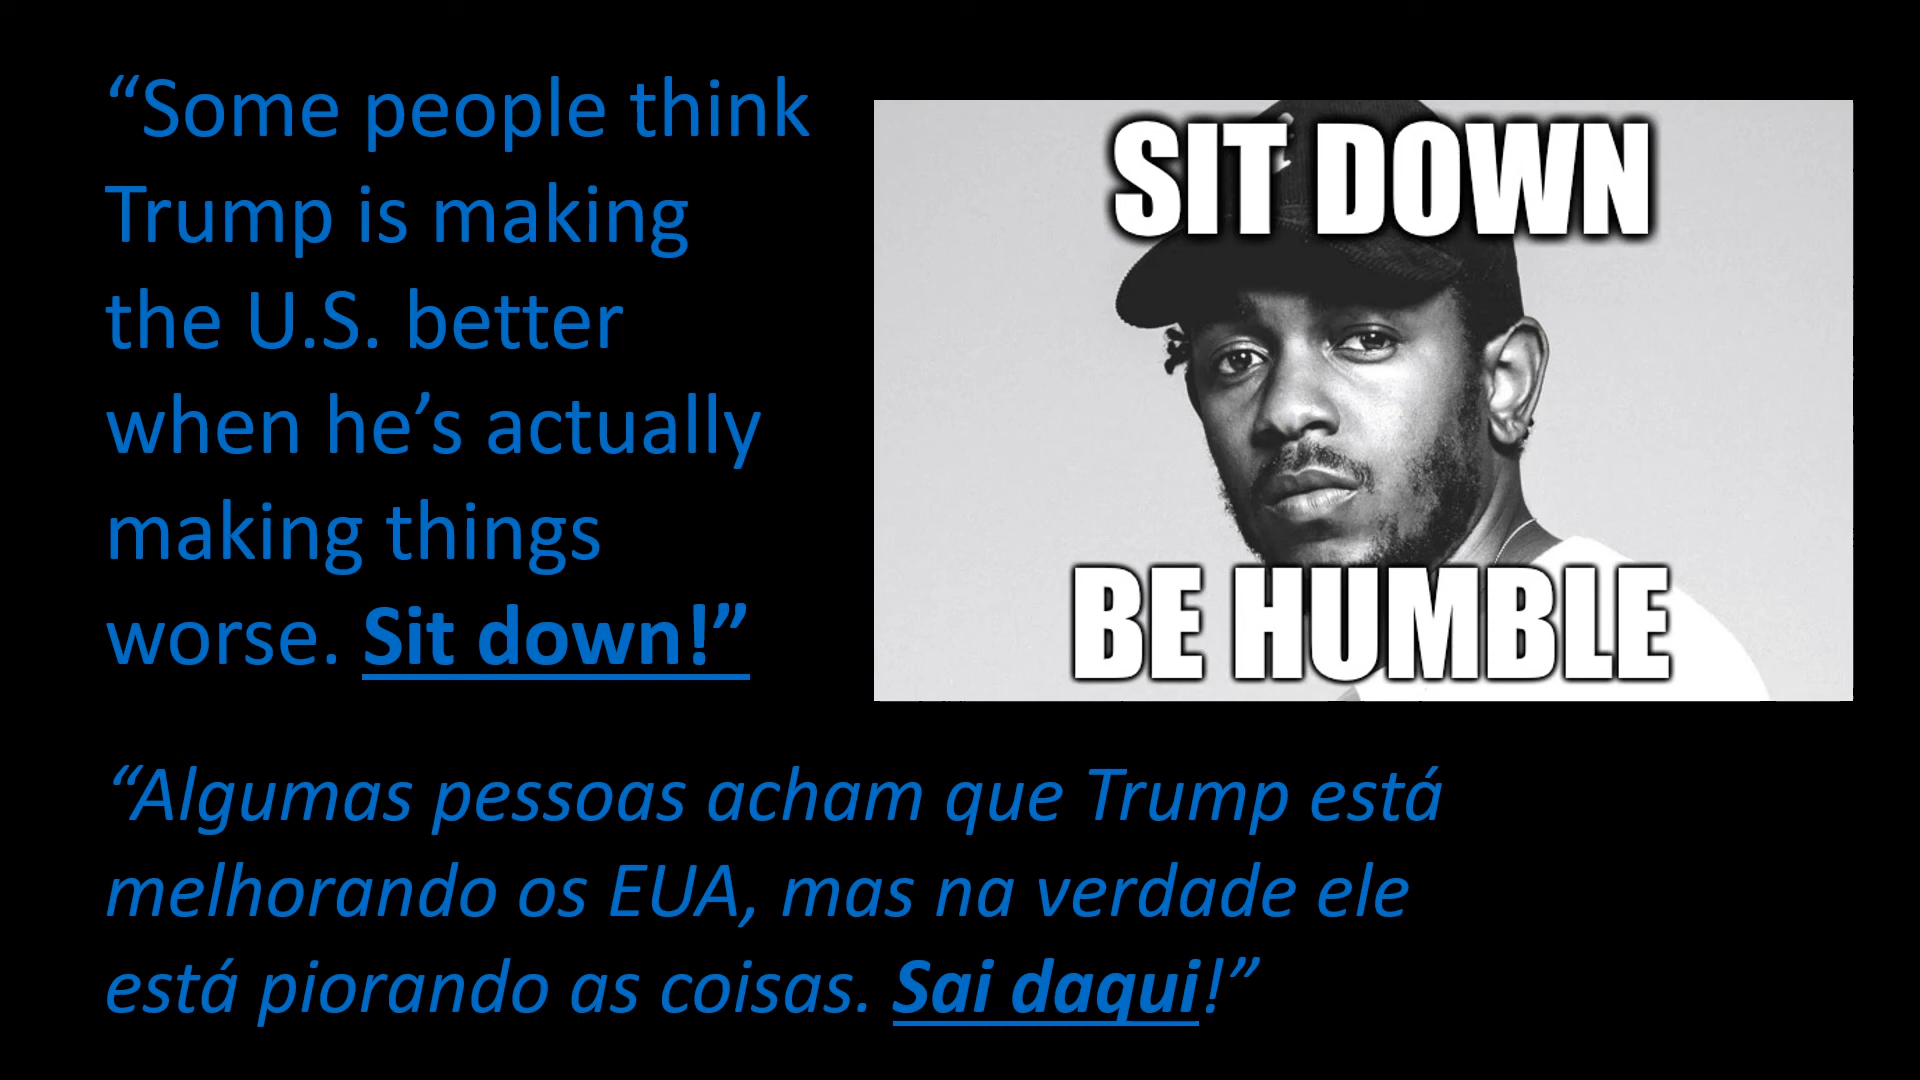 “Some people think
Trump is making
the U.S. better
when he’s actually
making things
worse. Sit down!”
SIT DOWN
BE HUMBLE
“Algumas pessoas acham que Trump está
melhorando os EUA, mas na verdade ele
está piorando as coisas. Sai daqui!”